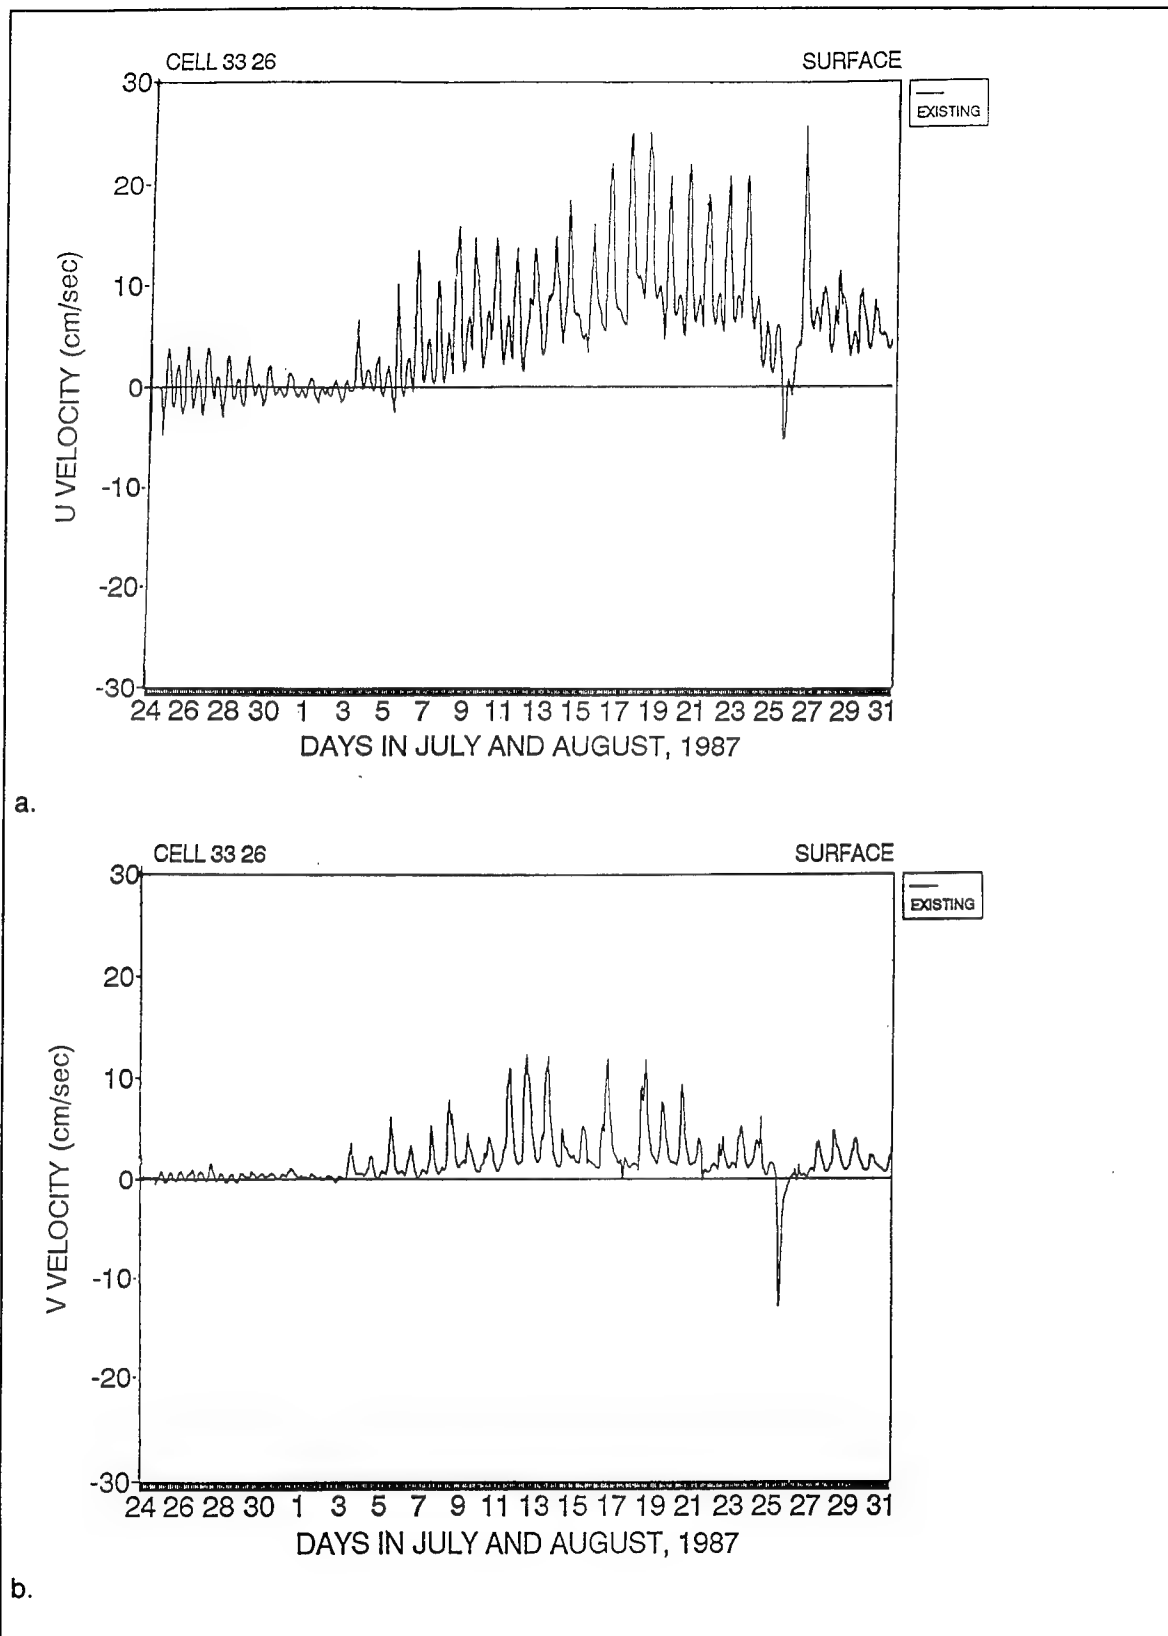 CELL 33 26 SURFACE
EXISTING
30
20
10
0
-10
-20
-30
U VELOCITY (cm/sec)
24 26 28 30 1 3 5 7 9 11 13 15 17 19 21 23 25 27 29 31
DAYS IN JULY AND AUGUST, 1987
a.
CELL 33 26 SURFACE
EXISTING
30
20
10
0
-10
-20
-30
V VELOCITY (cm/sec)
24 26 28 30 1 3 5 7 9 11 13 15 17 19 21 23 25 27 29 31
DAYS IN JULY AND AUGUST, 1987
b.